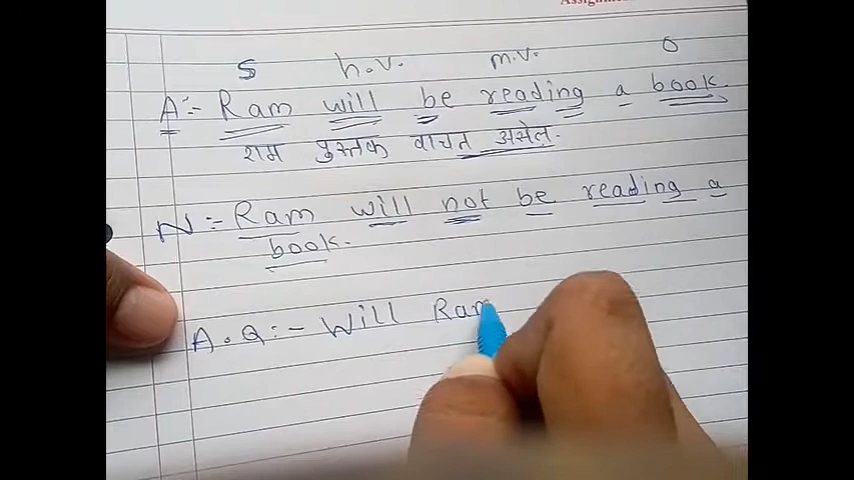 S h.v. m.v. O
A:- Ram will be reading a book.
राम पुस्तक वाचत असेल.
N:- Ram will not be reading a
book.
A.Q:- Will Ram